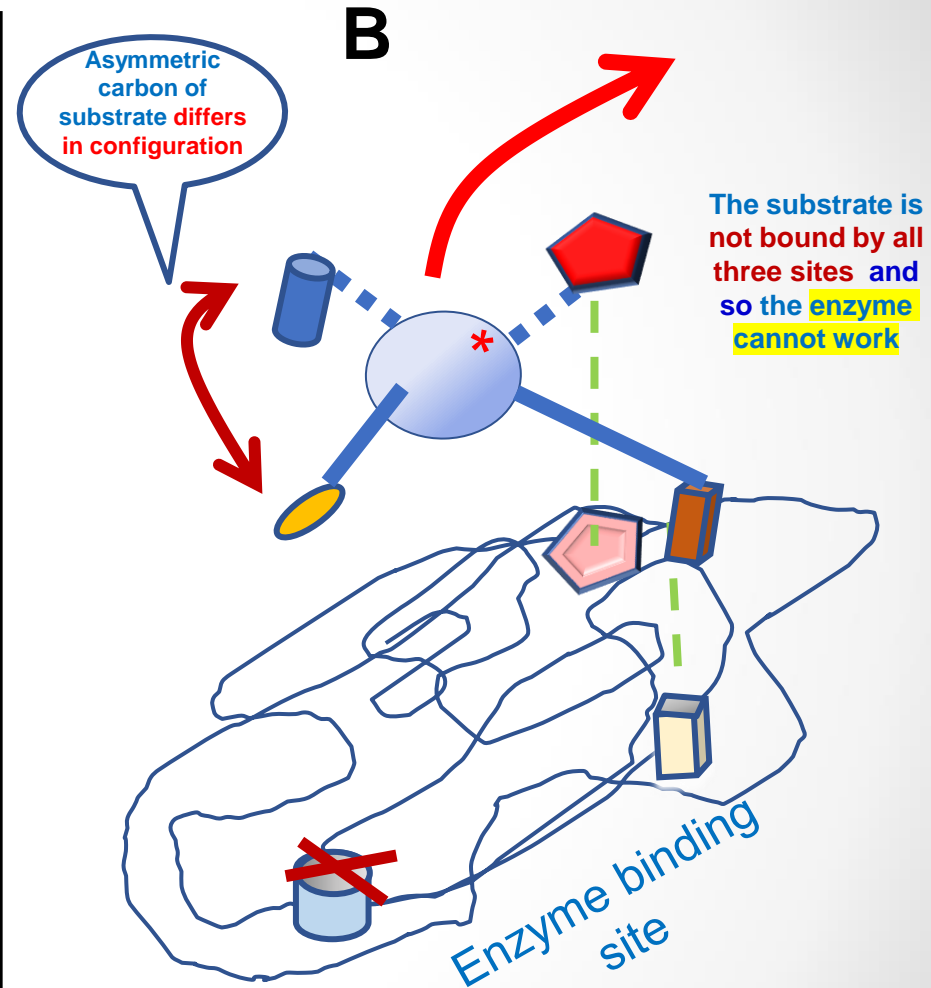 B
Asymmetric
carbon of
substrate differs
in configuration
*
The substrate is
not bound by all
three sites and
so the enzyme
cannot work
Enzyme binding
site